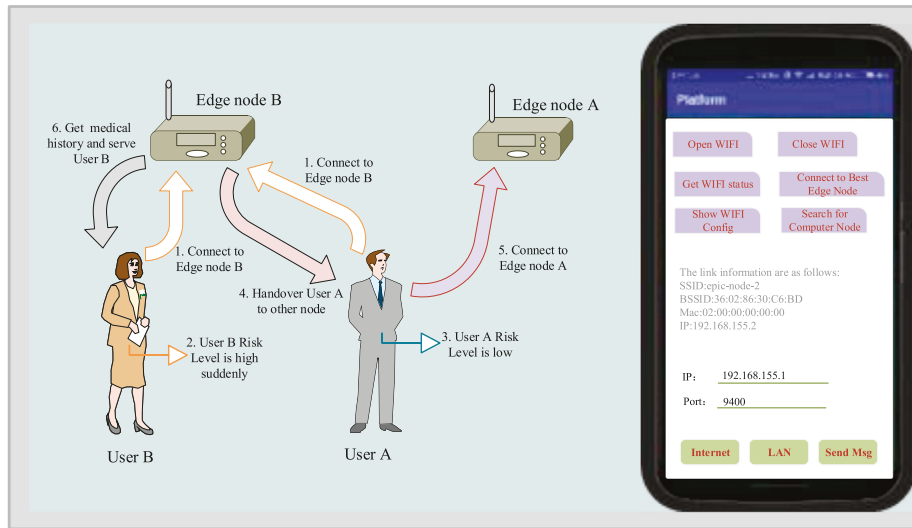 Edge node B
Edge node A
6. Get medical
history and serve
User B
1. Connect to
Edge node B
1. Connect to
Edge node B
4. Handover User A
to other node
5. Connect to
Edge node A
2. User B Risk
Level is high
suddenly
3. User A Risk
Level is low
User B
User A
Platform
Open WIFI
Close WIFI
Get WIFI status
Connect to Best
Edge Node
Show WIFI
Config
Search for
Computer Node
The link information are as follows:
SSID:epic-node-2
BSSID:36:02:86:30:C6:BD
Mac:02:00:00:00:00:00
IP:192.168.155.2
IP: 192.168.155.1
Port: 9400
Internet
LAN
Send Msg